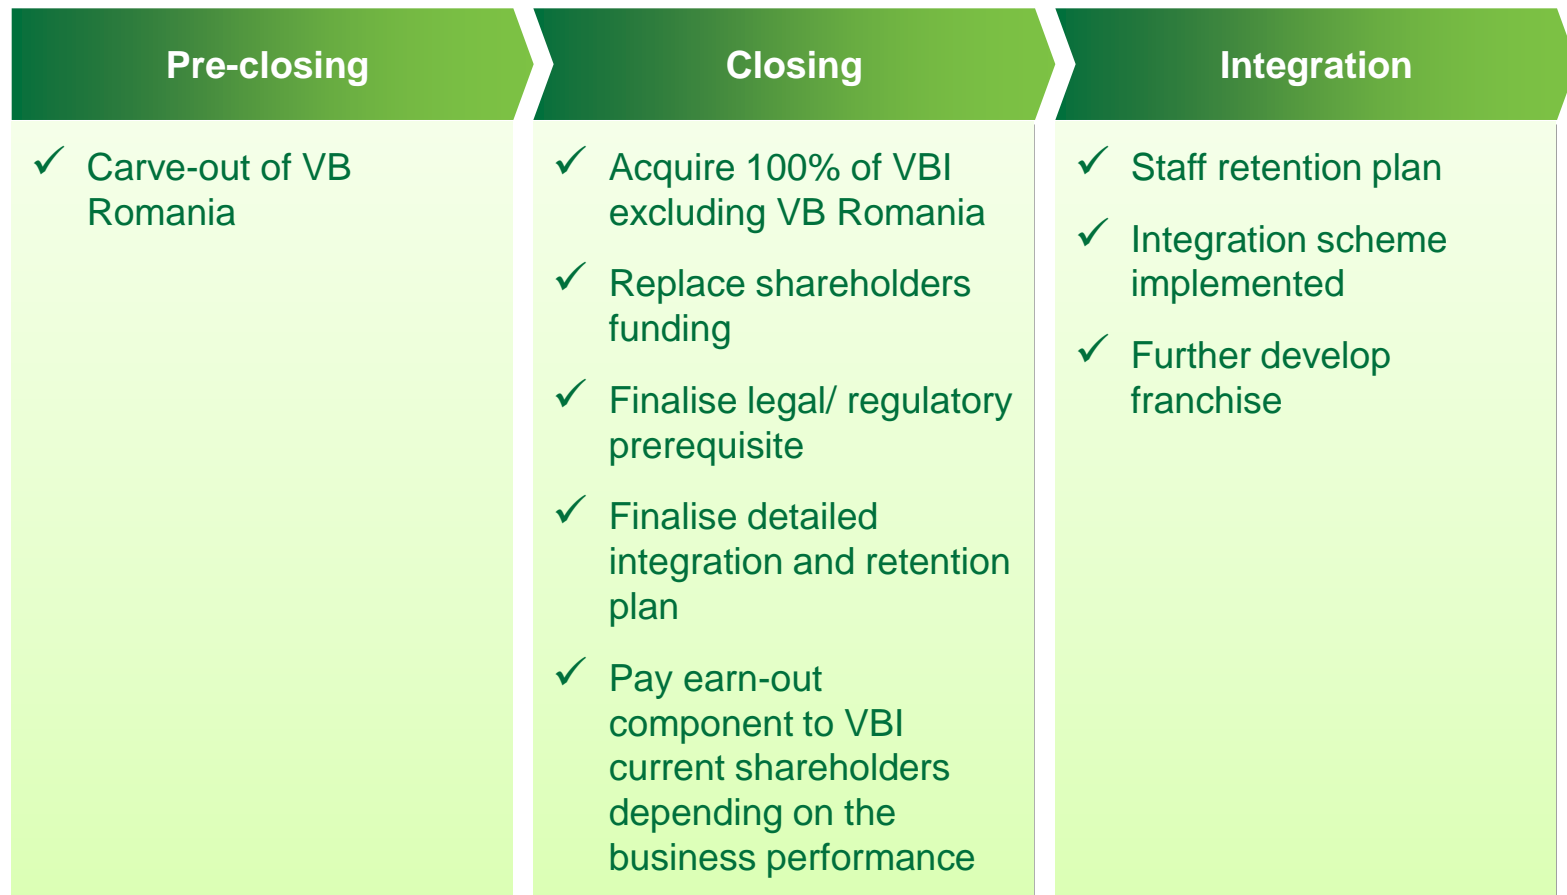 Pre-closing
Carve-out of VB
Romania
Closing
Acquire 100% of VBI
excluding VB Romania
Replace shareholders
funding
Finalise legal/ regulatory
prerequisite
Finalise detailed
integration and retention
plan
Pay earn-out
component to VBI
current shareholders
depending on the
business performance
Integration
Staff retention plan
Integration scheme
implemented
Further develop
franchise